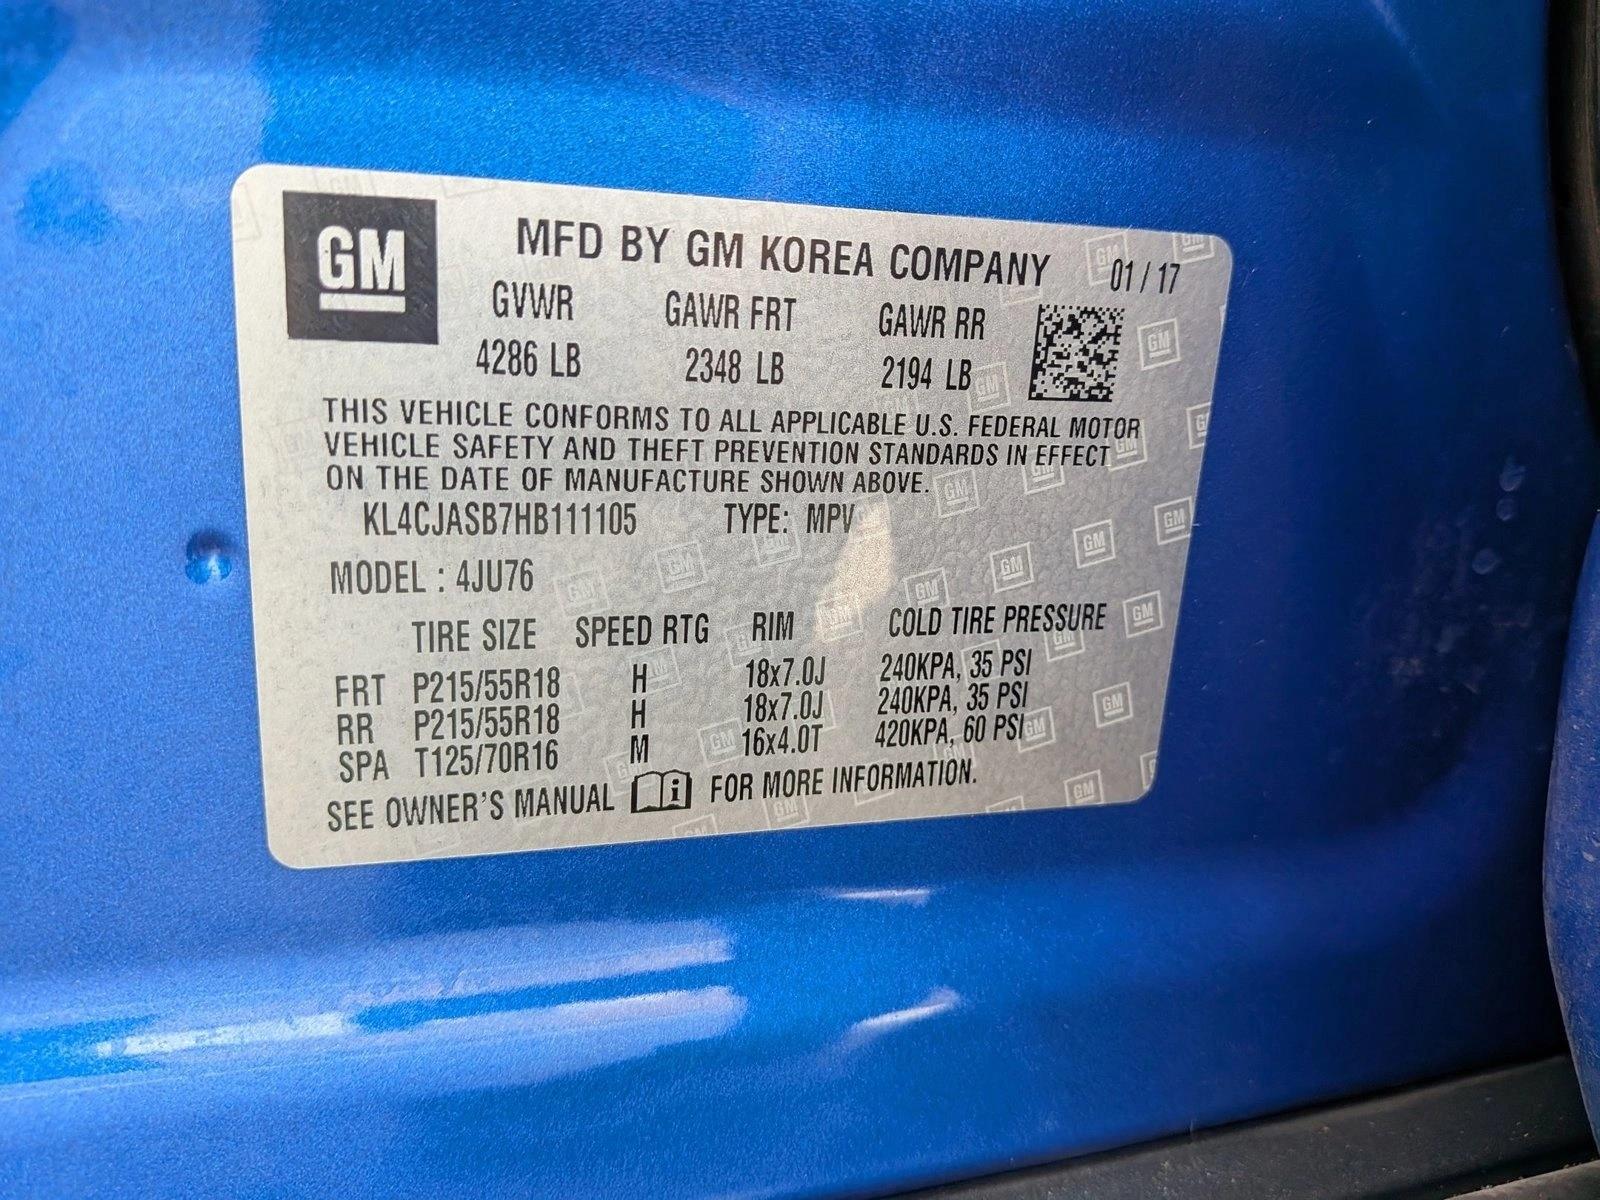 GM
MFD BY GM KOREA COMPANY 01/17
GVWR GAWR FRT GAWR RR
4286 LB 2348 LB 2194 LB
THIS VEHICLE CONFORMS TO ALL APPLICABLE U.S. FEDERAL MOTOR
VEHICLE SAFETY AND THEFT PREVENTION STANDARDS IN EFFECT
ON THE DATE OF MANUFACTURE SHOWN ABOVE.
KL4CJASB7HB111105 TYPE: MPV
MODEL : 4JU76
TIRE SIZE SPEED RTG RIM COLD TIRE PRESSURE
FRT P215/55R18 H 18x7.0J 240KPA, 35 PSI
RR P215/55R18 H 18x7.0J 240KPA, 35 PSI
SPA T125/70R16 M 16x4.0T 420KPA, 60 PSI
SEE OWNER'S MANUAL i FOR MORE INFORMATION.